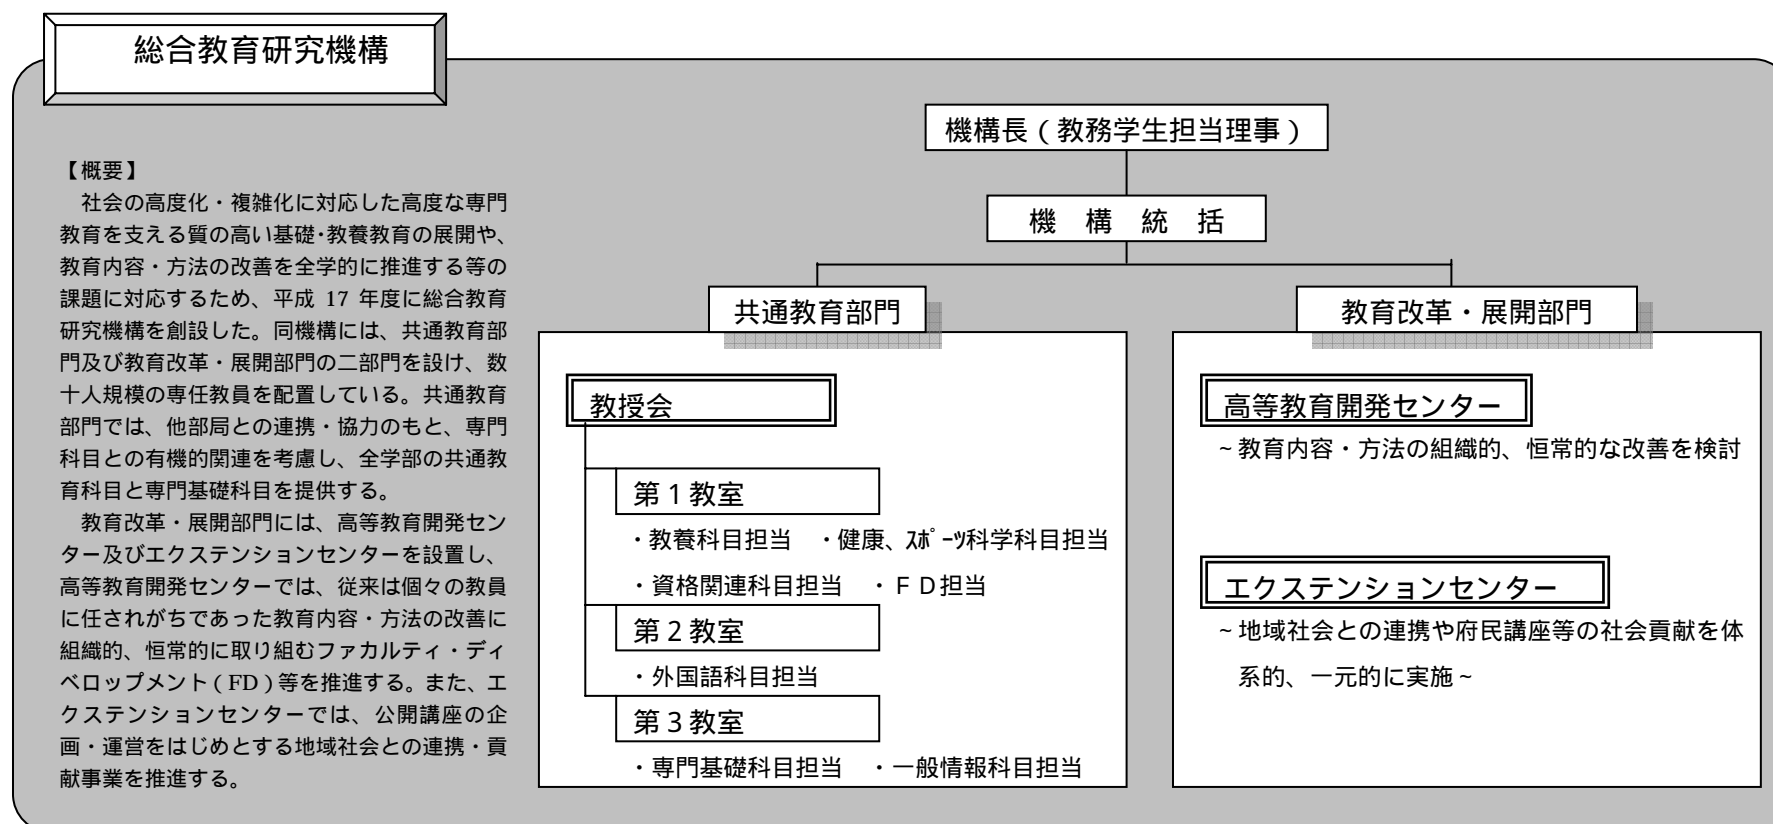 総合教育研究機構
【概要】
社会の高度化・複雑化に対応した高度な専門
教育を支える質の高い基礎・教養教育の展開や、
教育内容・方法の改善を全学的に推進する等の
課題に対応するため、平成 17 年度に総合教育
研究機構を創設した。同機構には、共通教育部
門及び教育改革・展開部門の二部門を設け、数
十人規模の専任教員を配置している。共通教育
部門では、他部局との連携・協力のもと、専門
科目との有機的関連を考慮し、全学部の共通教
育科目と専門基礎科目を提供する。
教育改革・展開部門には、高等教育開発セン
ター及びエクステンションセンターを設置し、
高等教育開発センターでは、従来は個々の教員
に任されがちであった教育内容・方法の改善に
組織的、恒常的に取り組むファカルティ・ディ
ベロップメント(FD)等を推進する。また、エ
クステンションセンターでは、公開講座の企
画・運営をはじめとする地域社会との連携・貢
献事業を推進する。
機構長(教務学生担当理事)
機 構 統 括
共通教育部門
教授会
第1教室
・教養科目担当 ・健康、スポーツ科学科目担当
・資格関連科目担当 ・FD担当
第2教室
・外国語科目担当
第3教室
・専門基礎科目担当 ・一般情報科目担当
教育改革・展開部門
高等教育開発センター
~教育内容・方法の組織的、恒常的な改善を検討
エクステンションセンター
~地域社会との連携や府民講座等の社会貢献を体
系的、一元的に実施~